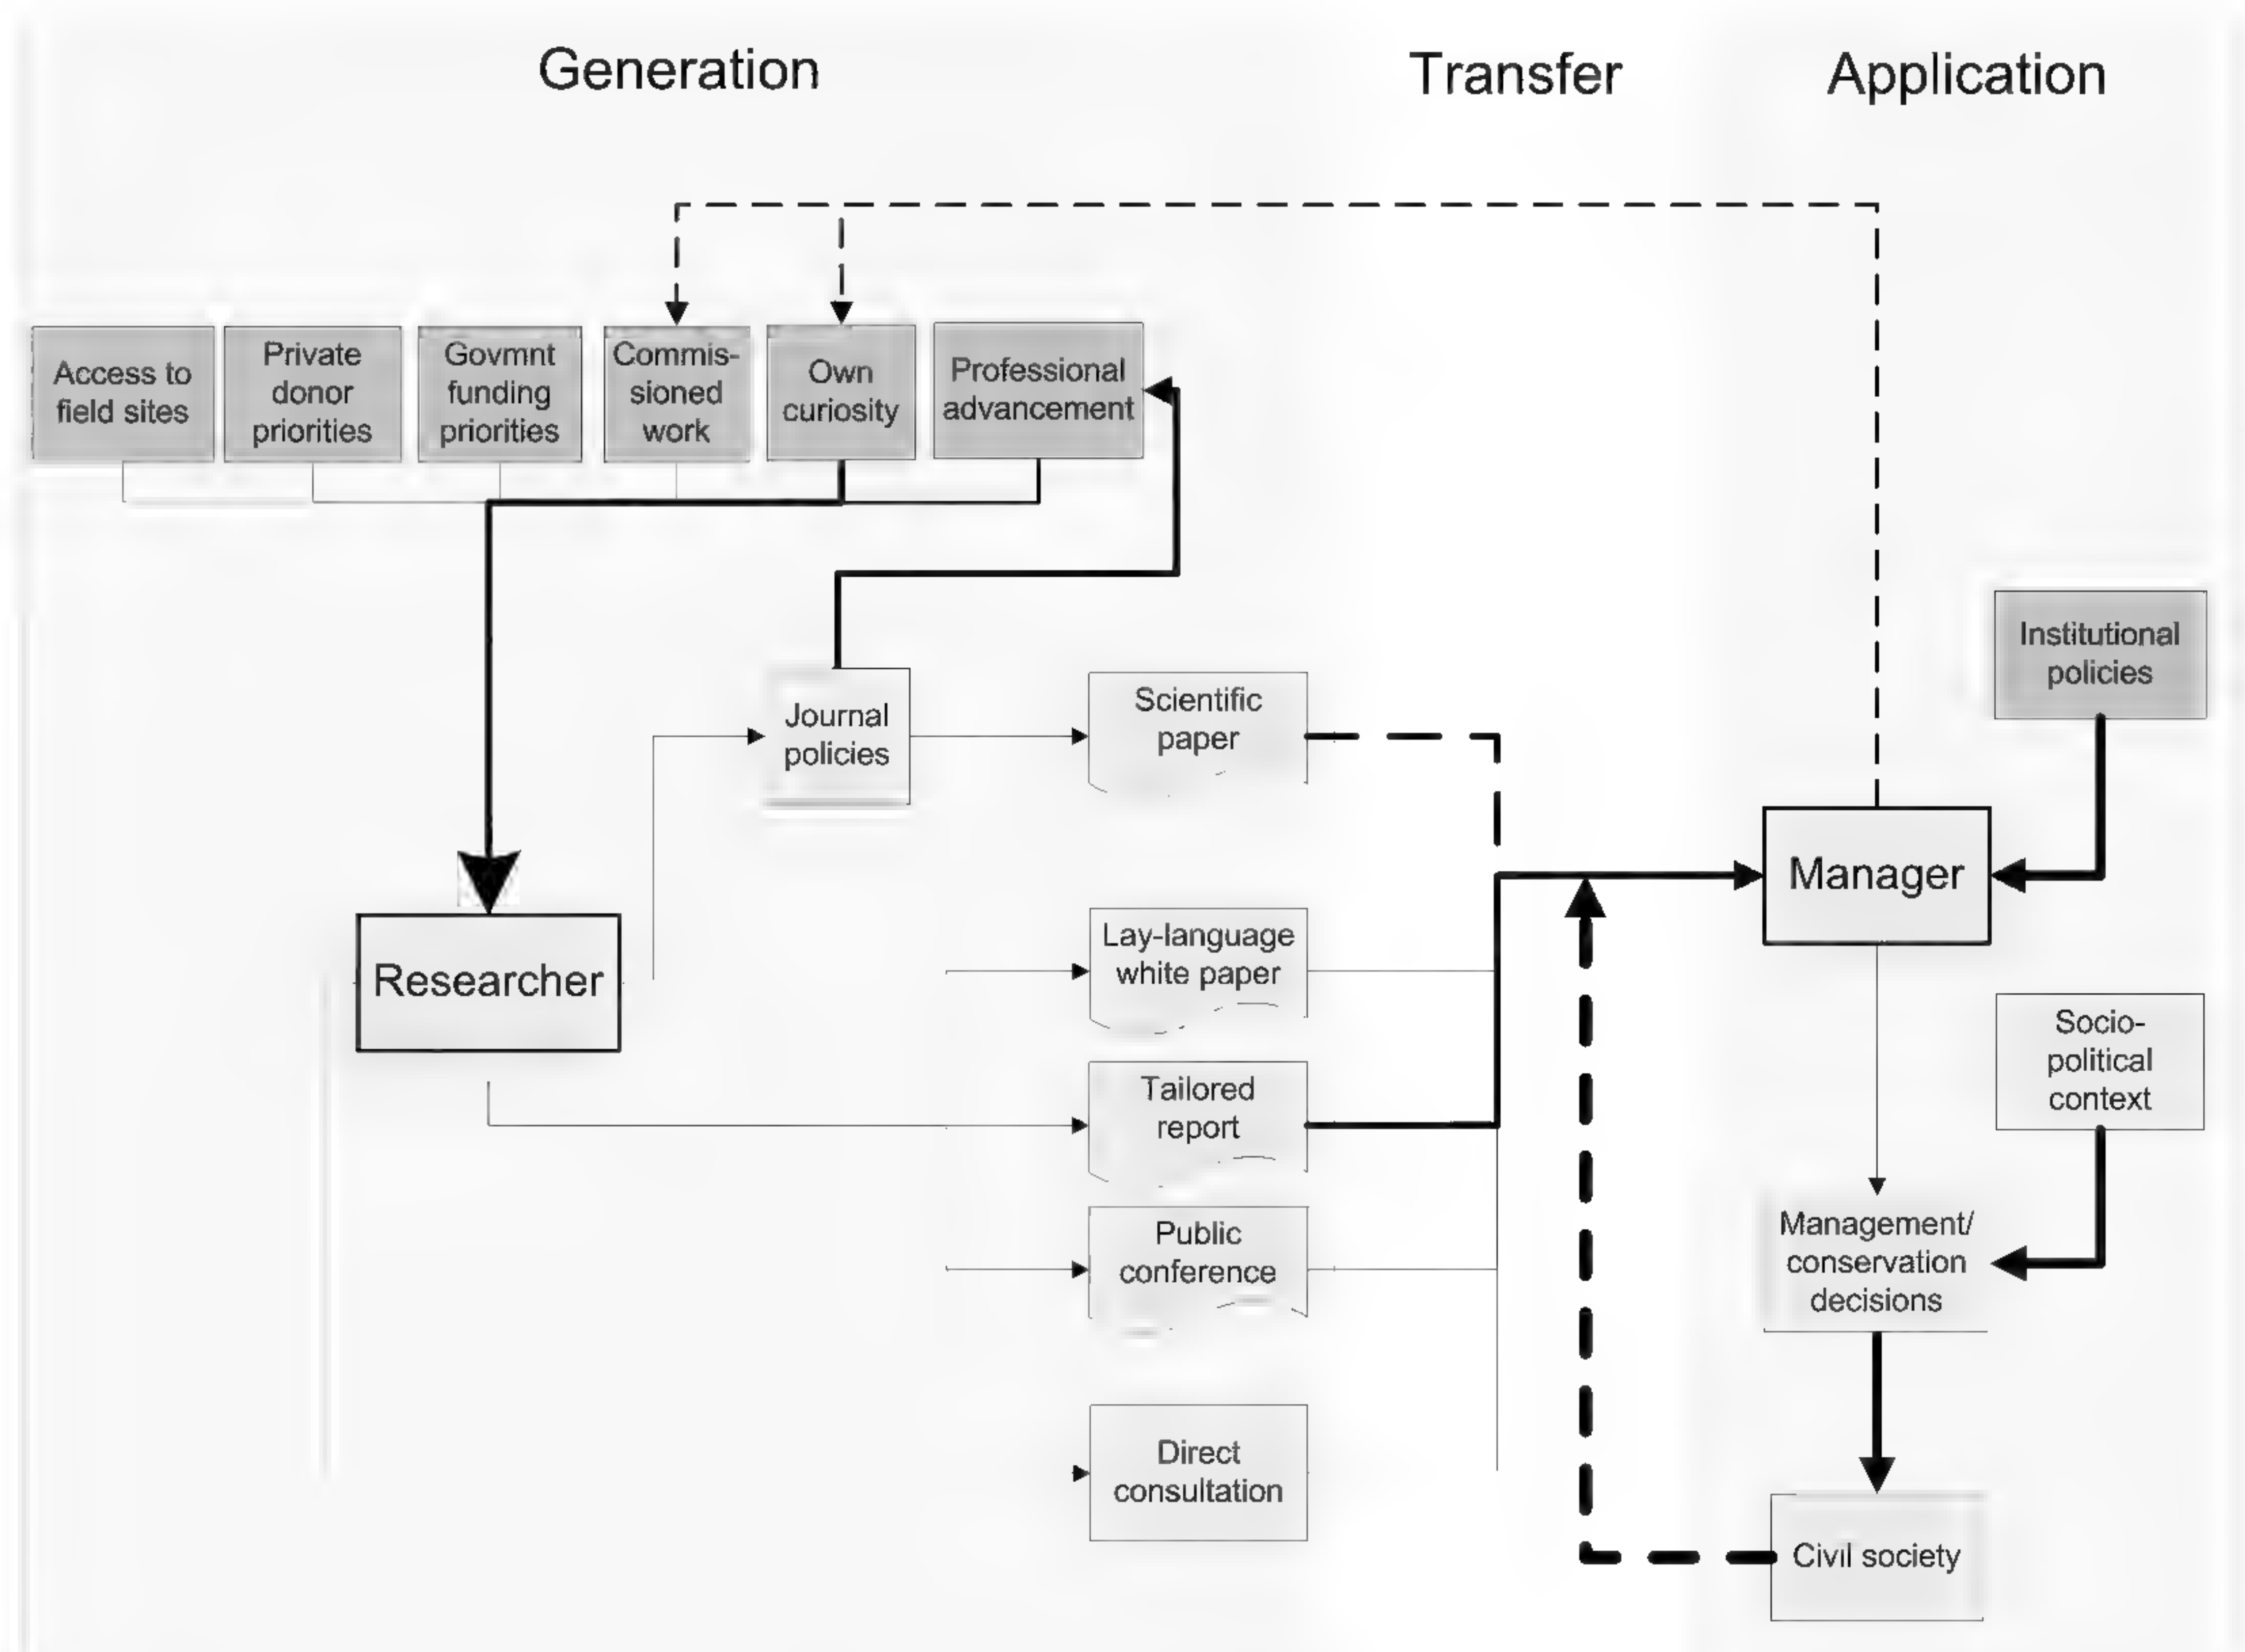 Generation
Transfer
Application
Access to
field sites
Private
donor
priorities
Govmnt
funding
priorities
Commis-
sioned
work
Own
curiosity
Professional
advancement
Institutional
policies
Journal
policies
Scientific
paper
Manager
Researcher
Lay-language
white paper
Socio-
political
context
Tailored
report
Public
conference
Management/
conservation
decisions
Direct
consultation
Civil society